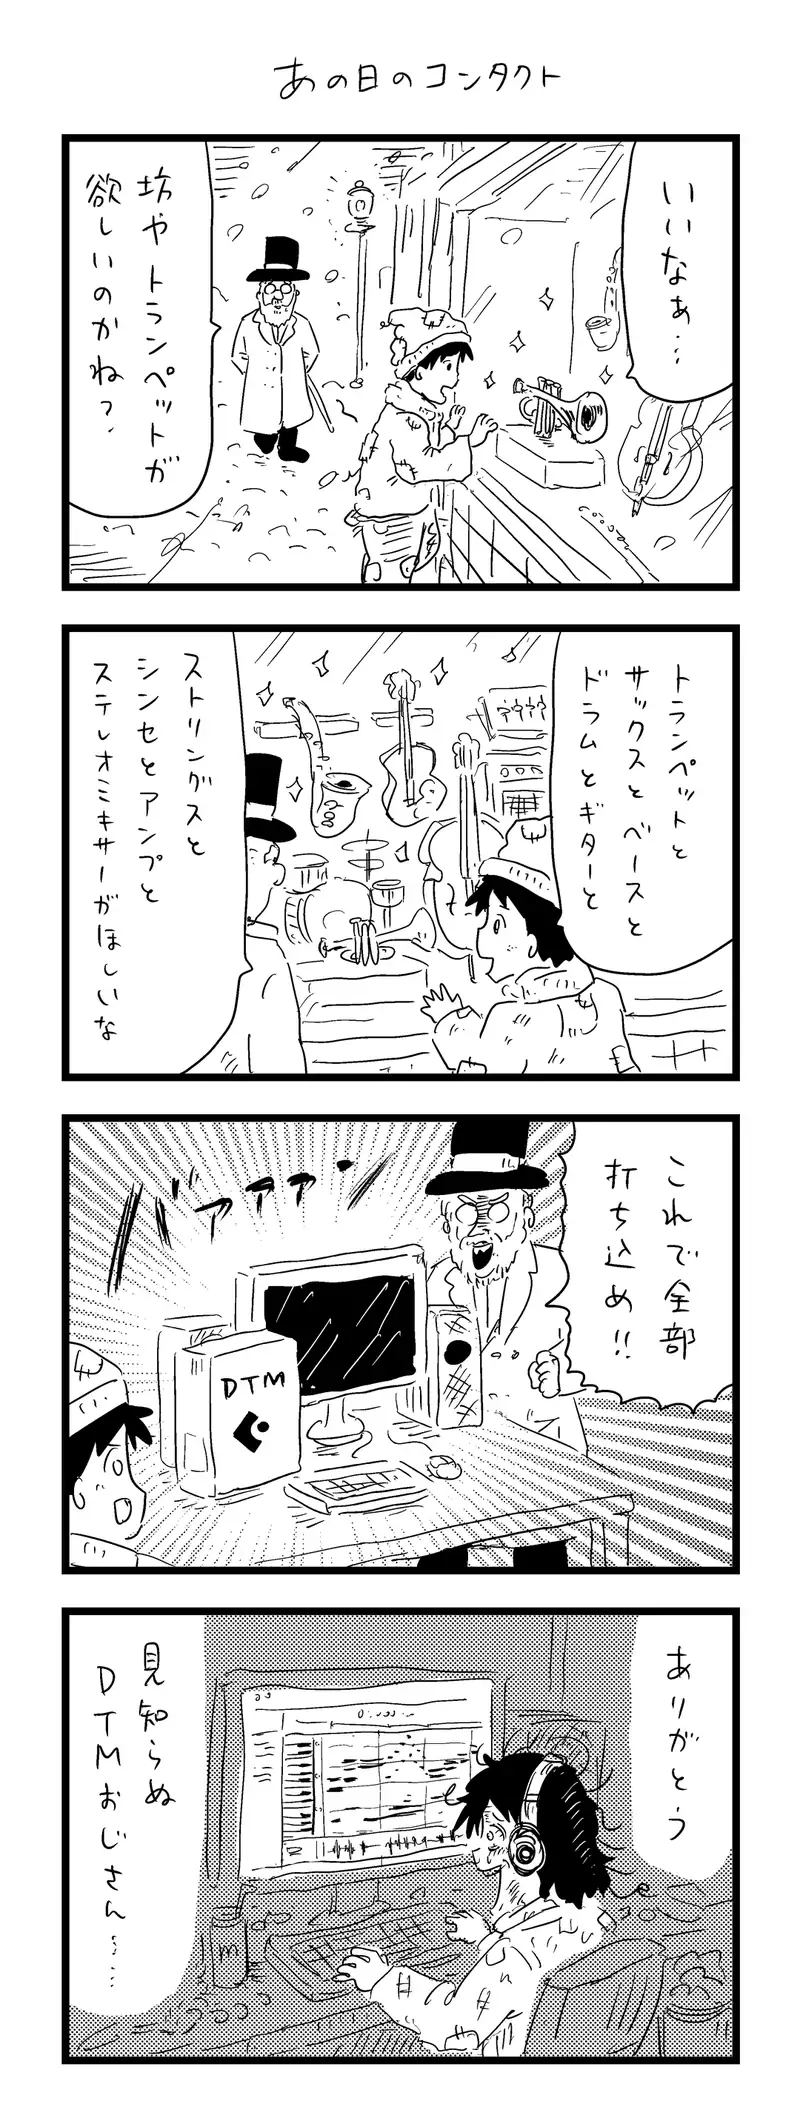 あの日のコンタクト
いいなぁ…
坊やトランペットが
欲しいのかね?
トランペットと
サックスとベースと
ドラムとギターと
ストリングスと
シンセとアンプと
ステレオミキサーがほしいな
これで全部
打ち込め!!
バァァァン
DTM
ありがとう
見知らぬ
DTMおじさん……
m